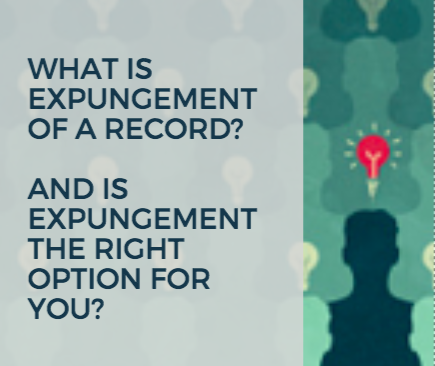 WHAT IS
EXPUNGEMENT
OF A RECORD?
AND IS
EXPUNGEMENT
THE RIGHT
OPTION FOR
YOU?